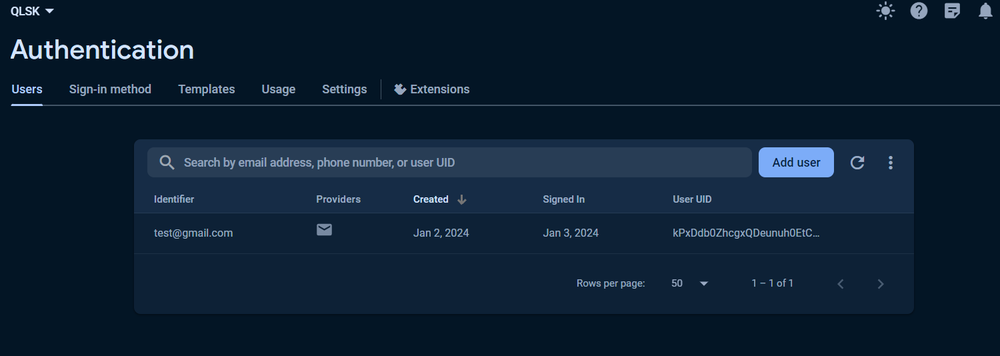 QLSK
Authentication
Users Sign-in method Templates Usage Settings Extensions
Search by email address, phone number, or user UID Add user
Identifier Providers Created Signed In User UID
test@gmail.com Jan 2, 2024 Jan 3, 2024 kPxDdb0ZhcgxQDeunuh0EtC...
Rows per page: 50 1 – 1 of 1